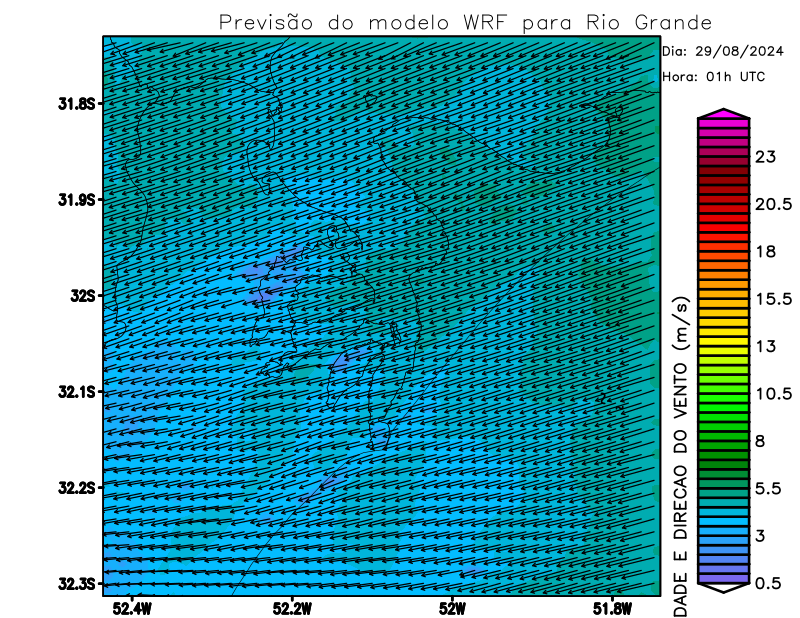 Previsão do modelo WRF para Rio Grande
Dia: 29/08/2024
Hora: 01h UTC
31.8S
31.9S
32S
32.1S
32.2S
32.3S
52.4W
52.2W
52W
51.8W
23
20.5
18
15.5
13
10.5
8
5.5
3
0.5
DADE E DIRECAO DO VENTO (m/s)